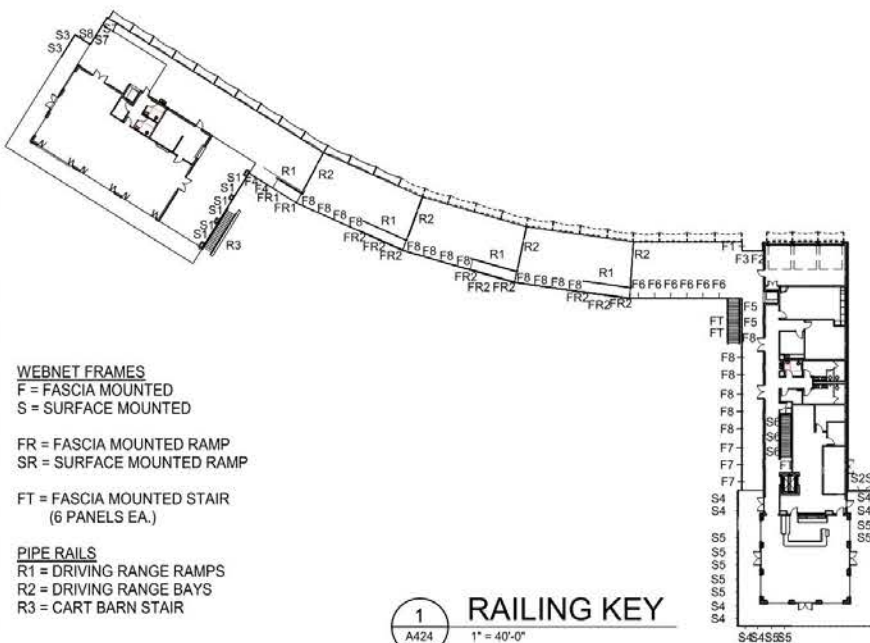 S3
S3
S8
S7
S1
S1
S1
S1
S1
R3
F4
FR1
FR1
R1
R2
F8 F8 F8 F8
R1
FR2
FR2
FR2
R2
F8 F8 F8 F8
R1
FR2
FR2 FR2
R2
F8 F8 F8 F8
R1
FR2
FR2 FR2
R2
F6 F6 F6 F6 F6 F6
F1
F3 F2
F5
FT F5
FT F8
F8
F8
F8
F8
F8
F7
F7
F7
S6
S6
S6
S4
S4
S5
S5
S5
S5
S5
S4
S4
S4
S4
S5
S5
S4 S4 S5 S5
WEBNET FRAMES
F = FASCIA MOUNTED
S = SURFACE MOUNTED
FR = FASCIA MOUNTED RAMP
SR = SURFACE MOUNTED RAMP
FT = FASCIA MOUNTED STAIR
(6 PANELS EA.)
PIPE RAILS
R1 = DRIVING RANGE RAMPS
R2 = DRIVING RANGE BAYS
R3 = CART BARN STAIR
1
A424
RAILING KEY
1" = 40'-0"